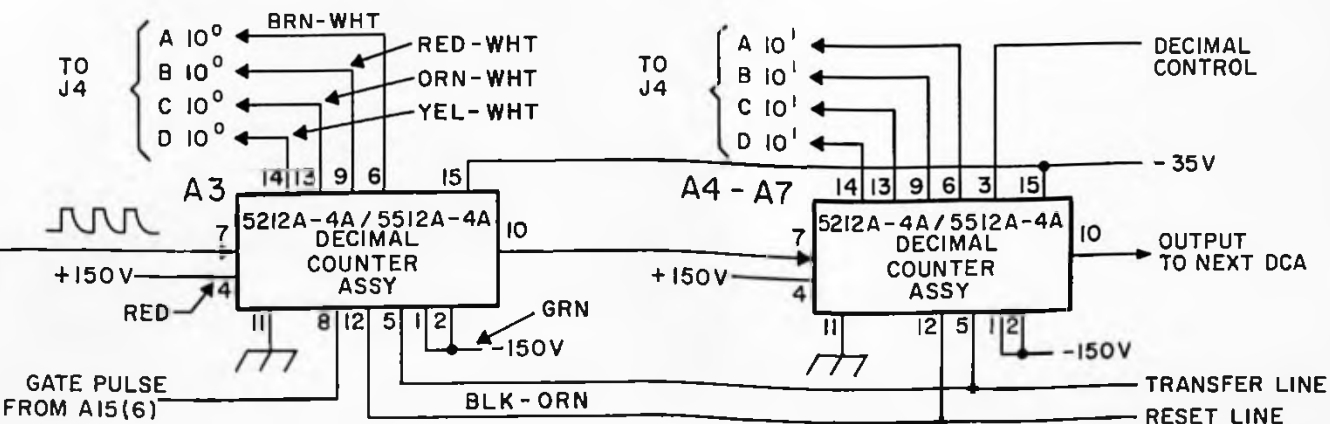 BRN-WHT
A 10⁰
RED-WHT
TO
J4
B 10⁰
ORN-WHT
C 10⁰
YEL-WHT
D 10⁰
14 13 9 6 15
A3
5212A-4A/5512A-4A
7
DECIMAL
COUNTER
ASSY
10
+150V
4
RED
11 8 12 5 1 2
GRN
-150V
GATE PULSE
FROM A15(6)
BLK-ORN
A 10¹
TO
J4
B 10¹
C 10¹
D 10¹
DECIMAL
CONTROL
-35V
14 13 9 6 3 15
A4-A7
5212A-4A/5512A-4A
7
DECIMAL
COUNTER
ASSY
10
OUTPUT
TO NEXT DCA
+150V
4
11 12 5 1 2
-150V
TRANSFER LINE
RESET LINE